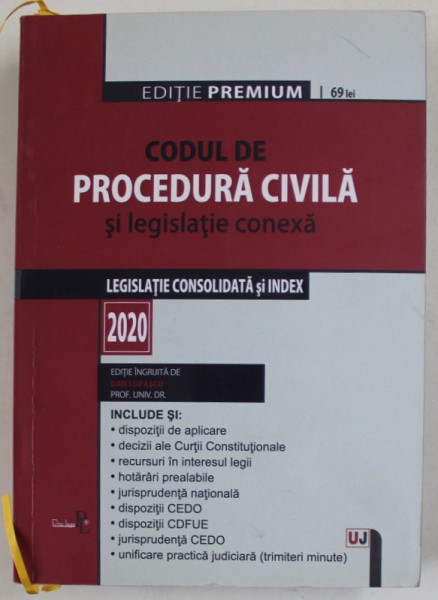 EDIȚIE PREMIUM | 69 lei
CODUL DE
PROCEDURĂ CIVILĂ
și legislație conexă
LEGISLAȚIE CONSOLIDATĂ și INDEX
2020
EDIȚIE ÎNGRIJITĂ DE
DAN LUPAȘCU
PROF. UNIV. DR.
INCLUDE ȘI:
• dispoziții de aplicare
• decizii ale Curții Constituționale
• recursuri în interesul legii
• hotărâri prealabile
• jurisprudență națională
• dispoziții CEDO
• dispoziții CDFUE
• jurisprudență CEDO
• unificare practică judiciară (trimiteri minute)
UJ